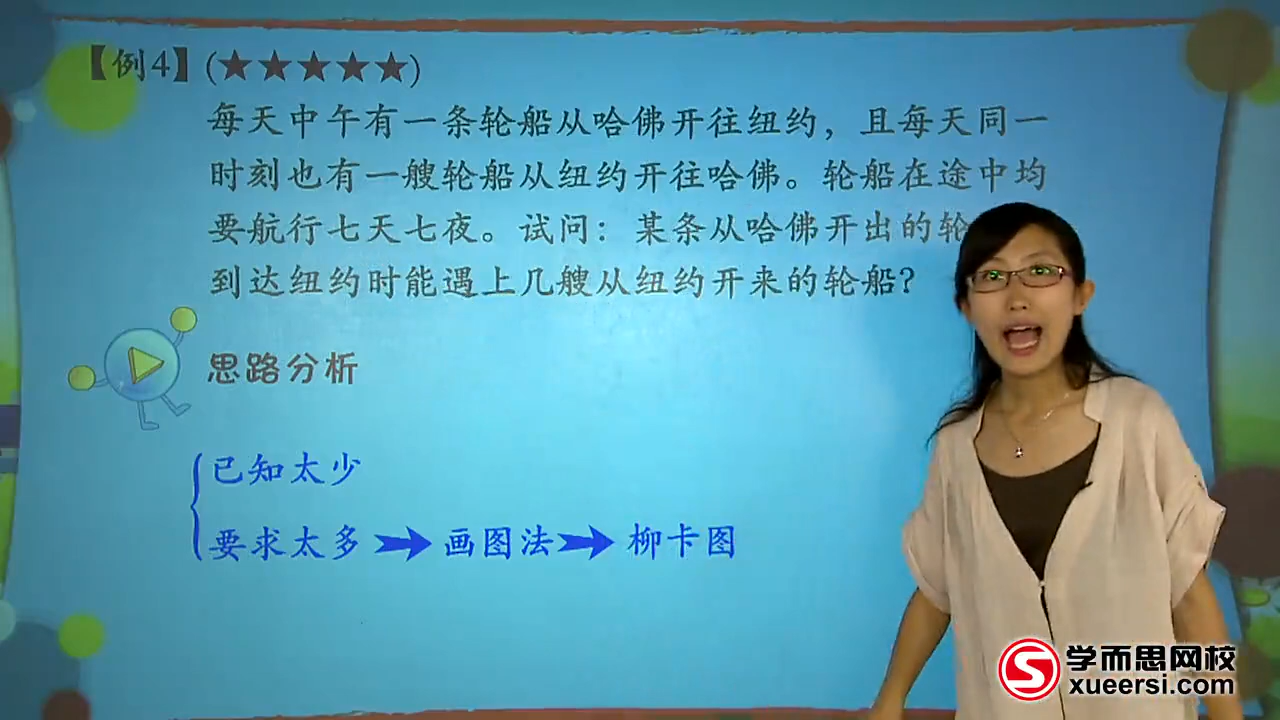 【例4】(★★★★★)
每天中午有一条轮船从哈佛开往纽约，且每天同一
时刻也有一艘轮船从纽约开往哈佛。轮船在途中均
要航行七天七夜。试问：某条从哈佛开出的轮
到达纽约时能遇上几艘从纽约开来的轮船？
思路分析
已知太少
要求太多 画图法 柳卡图
学而思网校
xueersi.com